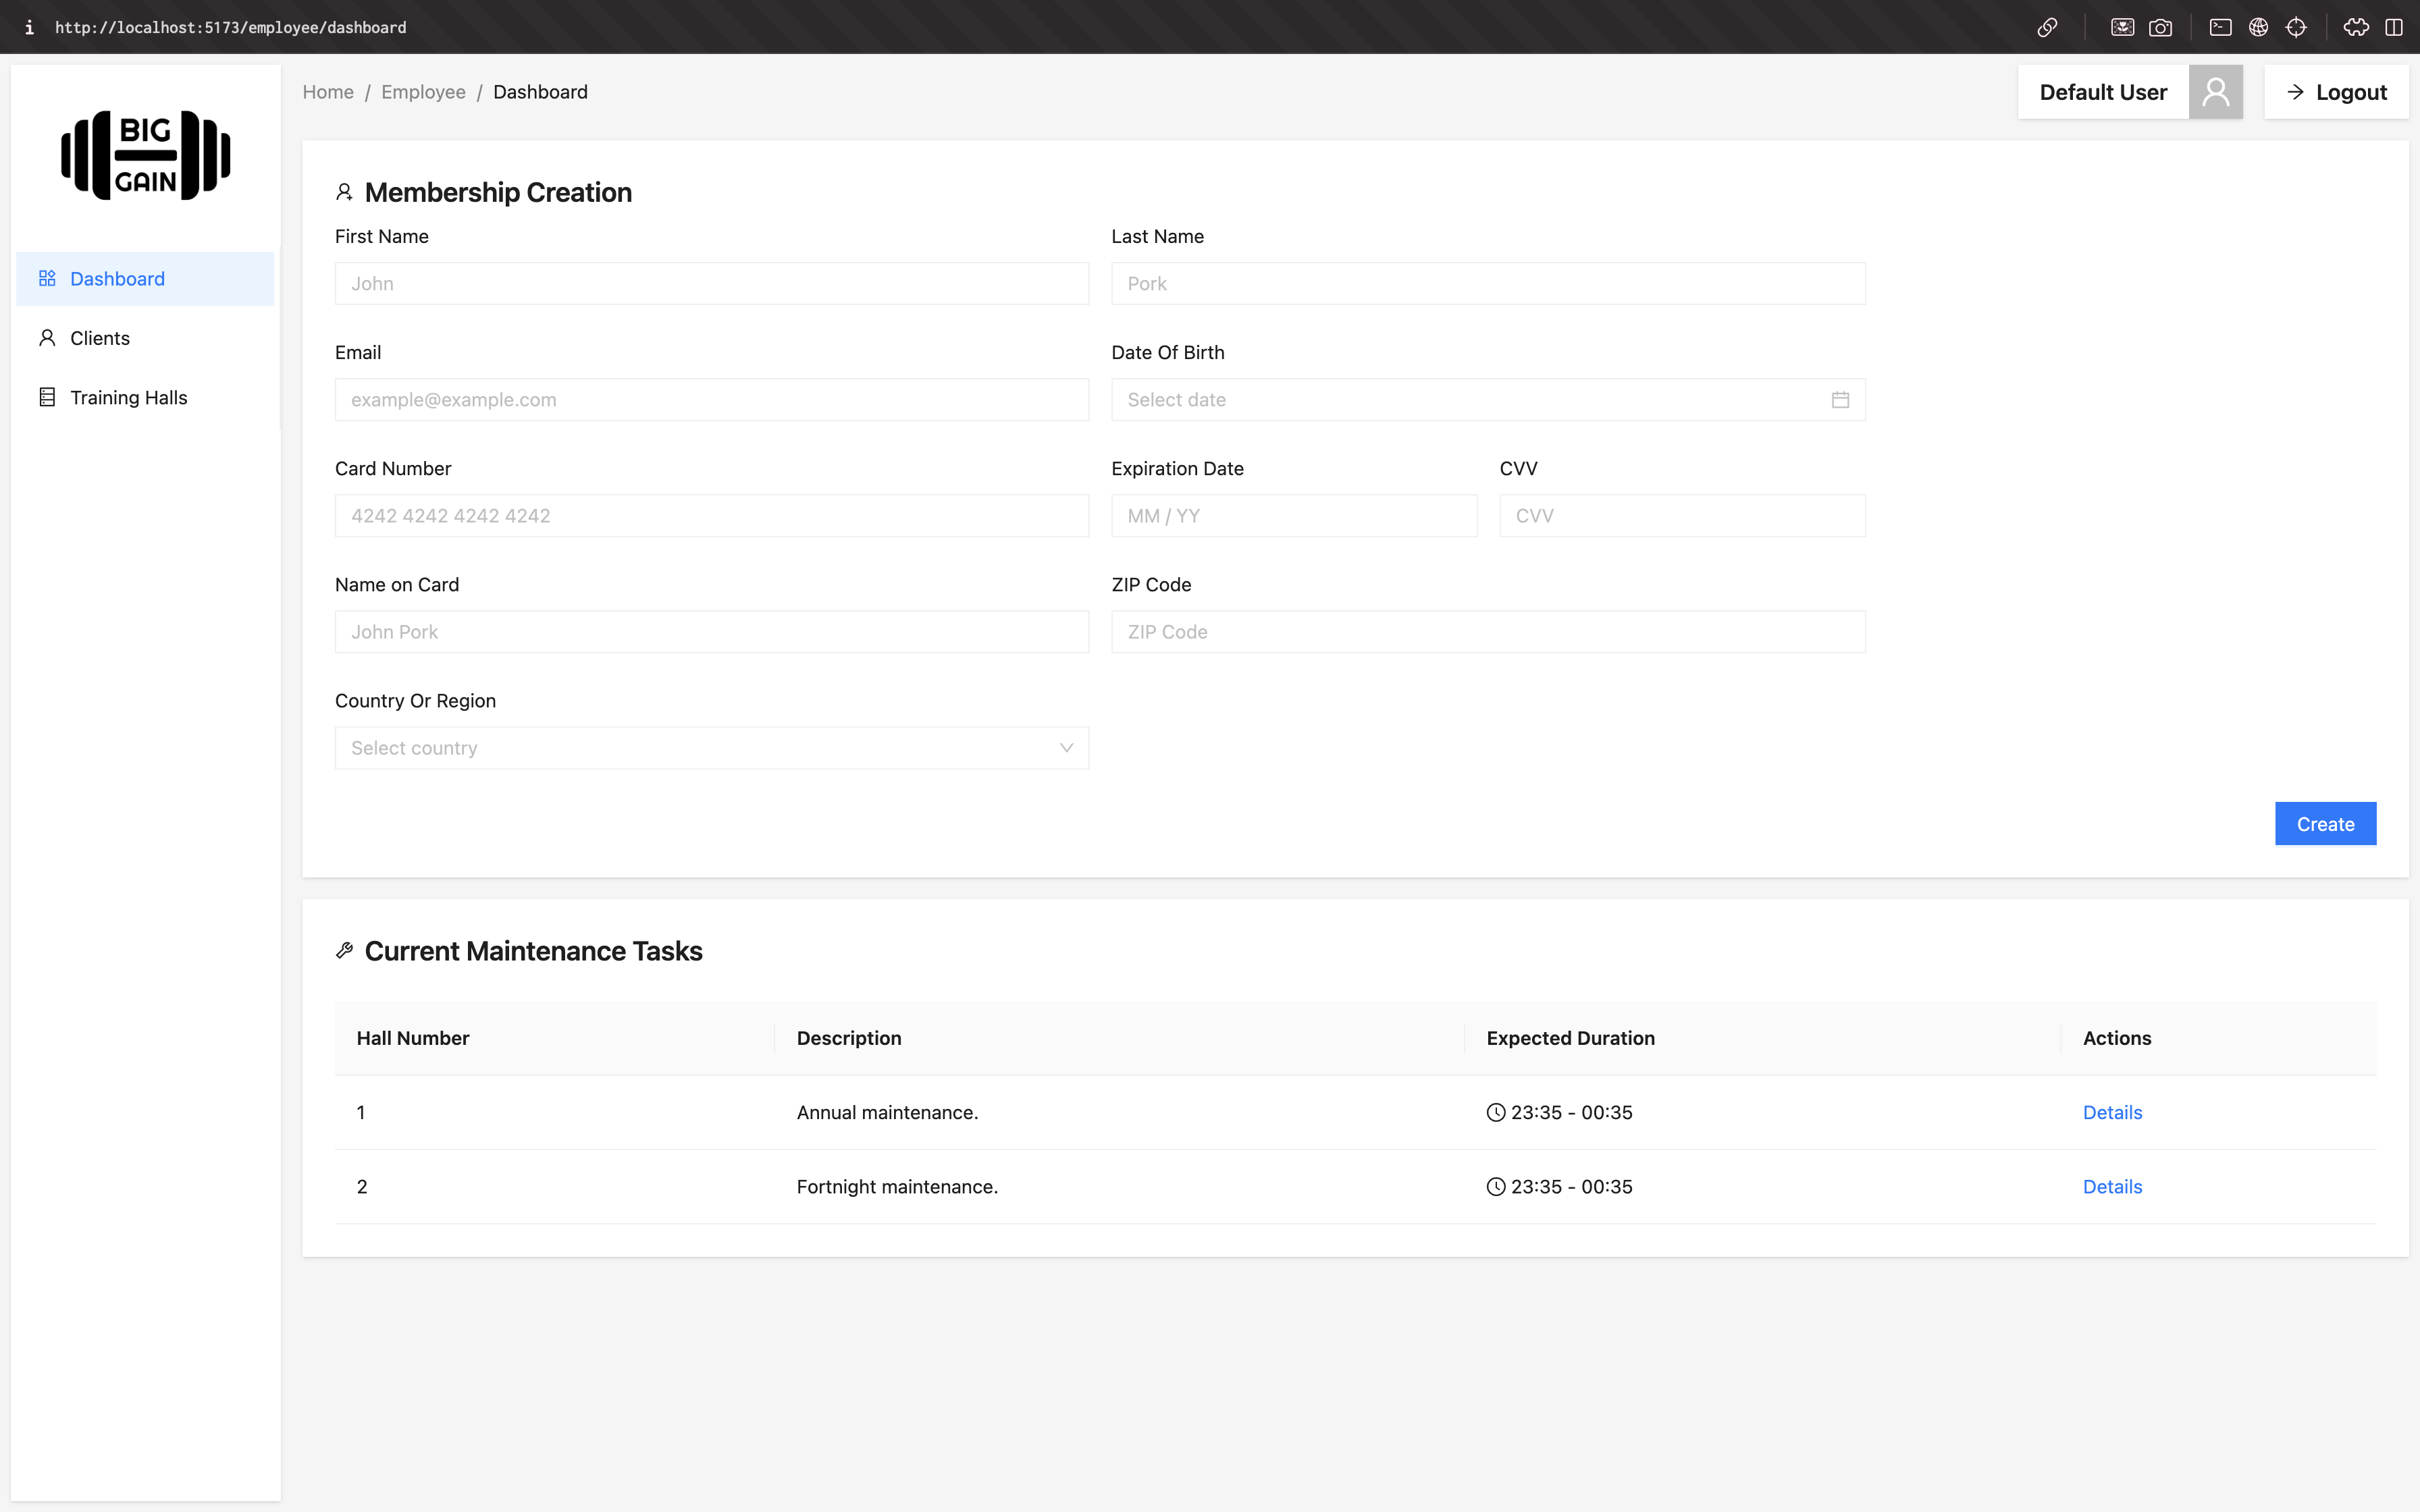 i http://localhost:5173/employee/dashboard
BIG
GAIN
Dashboard
Clients
Training Halls
Home / Employee / Dashboard
Default User
Logout
Membership Creation
First Name
Last Name
John
Pork
Email
Date Of Birth
example@example.com
Select date
Card Number
Expiration Date
CVV
4242 4242 4242 4242
MM / YY
CVV
Name on Card
ZIP Code
John Pork
ZIP Code
Country Or Region
Select country
Create
Current Maintenance Tasks
Hall Number Description Expected Duration Actions
1 Annual maintenance. 23:35 - 00:35 Details
2 Fortnight maintenance. 23:35 - 00:35 Details